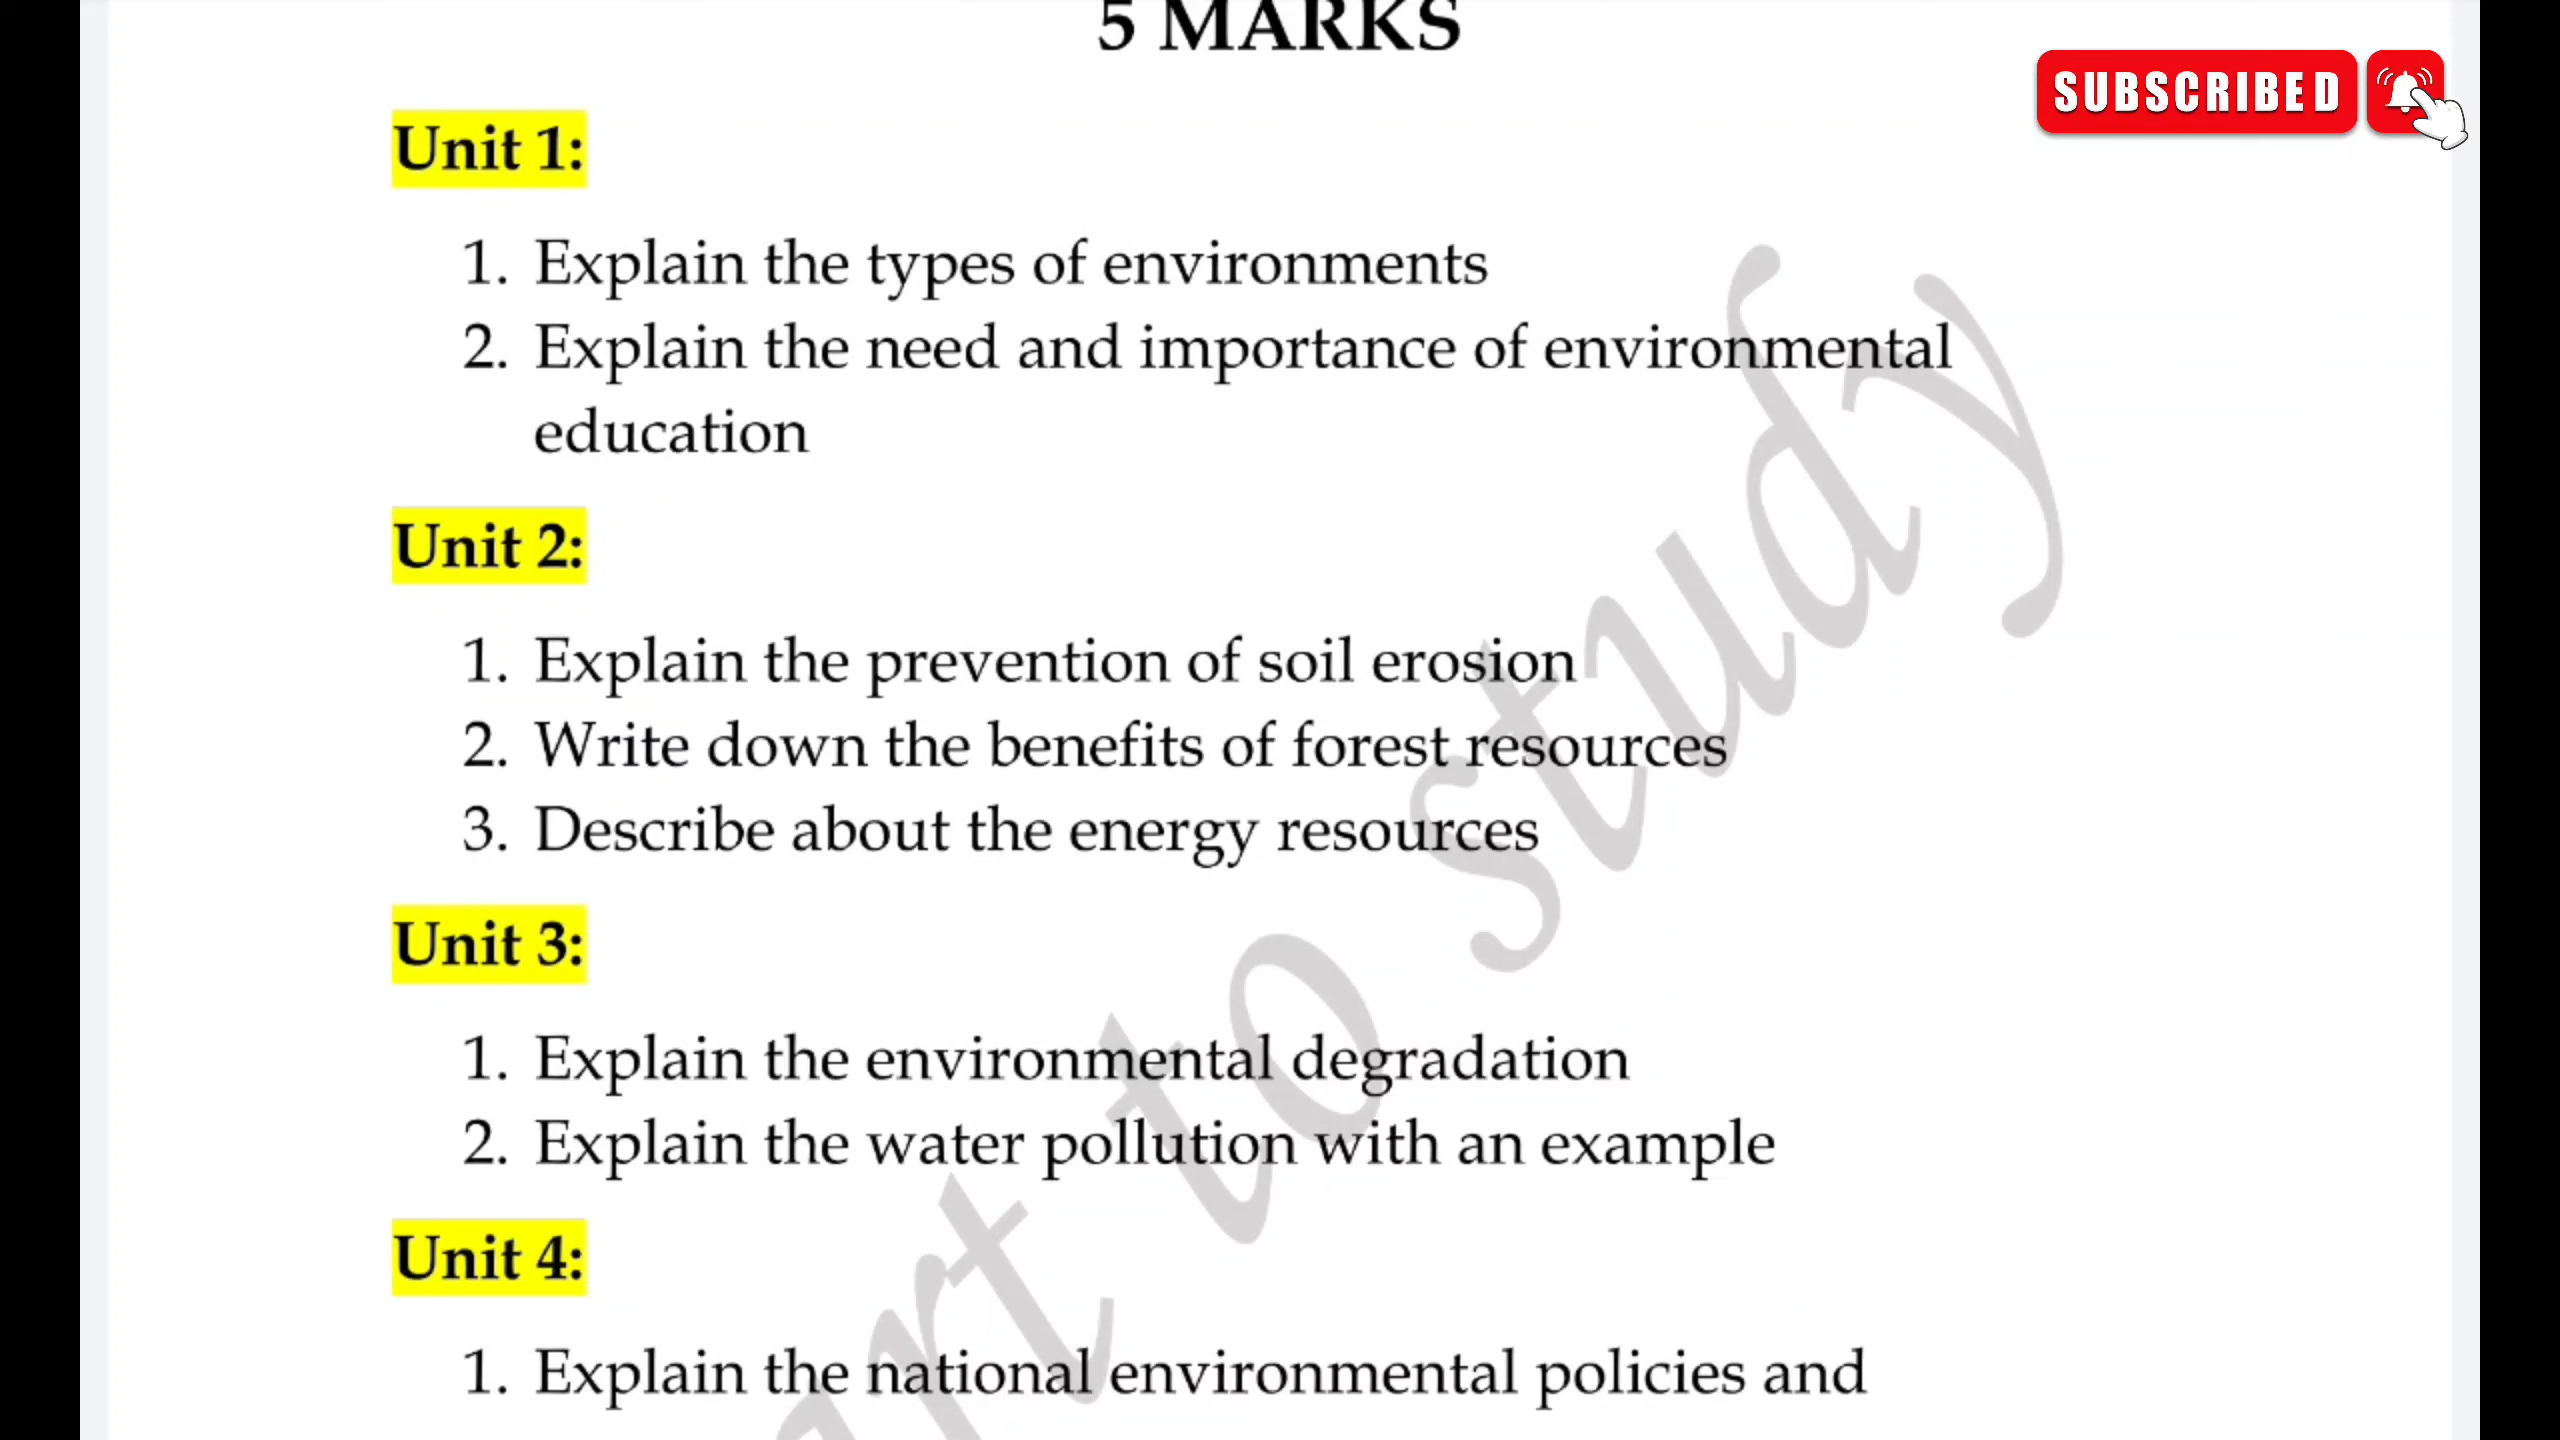 5 MARKS
SUBSCRIBED
Unit 1:
1. Explain the types of environments
2. Explain the need and importance of environmental
education
Unit 2:
1. Explain the prevention of soil erosion
2. Write down the benefits of forest resources
3. Describe about the energy resources
Unit 3:
1. Explain the environmental degradation
2. Explain the water pollution with an example
Unit 4:
1. Explain the national environmental policies and
to study